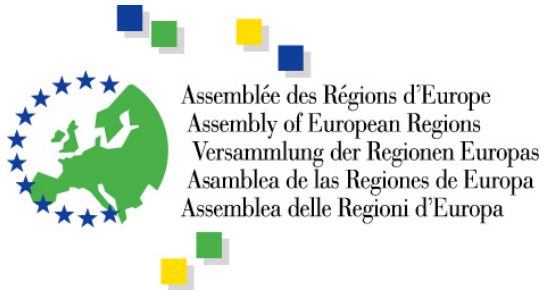 Assemblée des Régions d'Europe
Assembly of European Regions
Versammlung der Regionen Europas
Asamblea de las Regiones de Europa
Assemblea delle Regioni d'Europa